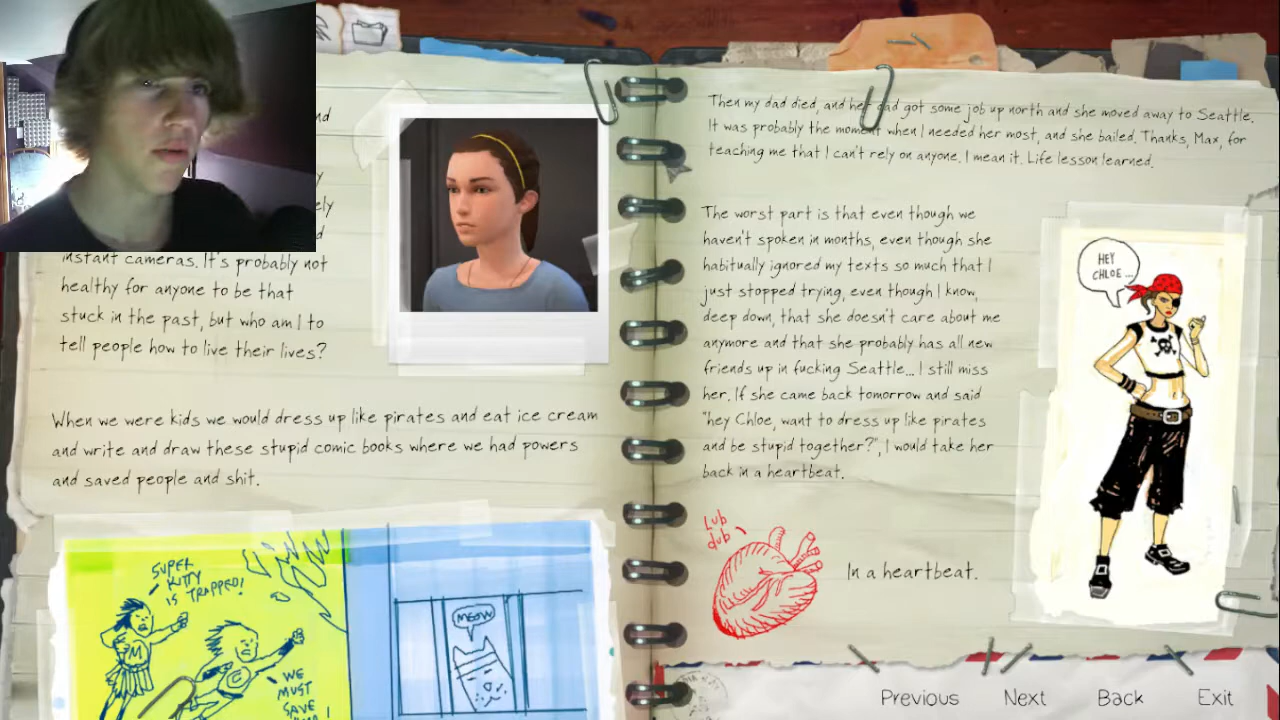 nd
y
ely
d
instant cameras. It's probably not
healthy for anyone to be that
stuck in the past, but who am I to
tell people how to live their lives?
When we were kids we would dress up like pirates and eat ice cream
and write and draw these stupid comic books where we had powers
and saved people and shit.
SUPER
KITTY
IS TRAPPED!
M
C
WE
MUST
SAVE
MEOW
Then my dad died, and her dad got some job up north and she moved away to Seattle.
It was probably the moment when I needed her most, and she bailed. Thanks, Max, for
teaching me that I can't rely on anyone. I mean it. Life lesson learned.
The worst part is that even though we
haven't spoken in months, even though she
habitually ignored my texts so much that I
just stopped trying, even though I know,
deep down, that she doesn't care about me
anymore and that she probably has all new
friends up in fucking Seattle... I still miss
her. If she came back tomorrow and said
"hey Chloe, want to dress up like pirates
and be stupid together?", I would take her
back in a heartbeat.
HEY
CHLOE...
Lub
dub
In a heartbeat.
Previous Next Back Exit